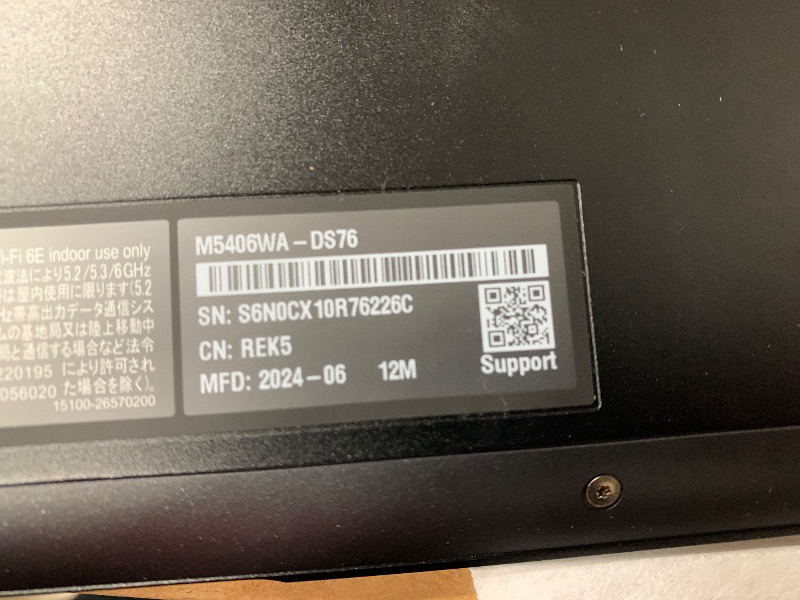 i-Fi 6E indoor use only
波法により5.2/5.3/6GHz
は屋内使用に限ります(5.2
Hz帯高出力データ通信シス
ムの基地局又は陸上移動中
局と通信する場合など法令
220195 により許可され
056020 た場合を除く)。
15100-26570200
M5406WA-DS76
SN: S6N0CX10R76226C
CN: REK5
MFD: 2024-06 12M
Support